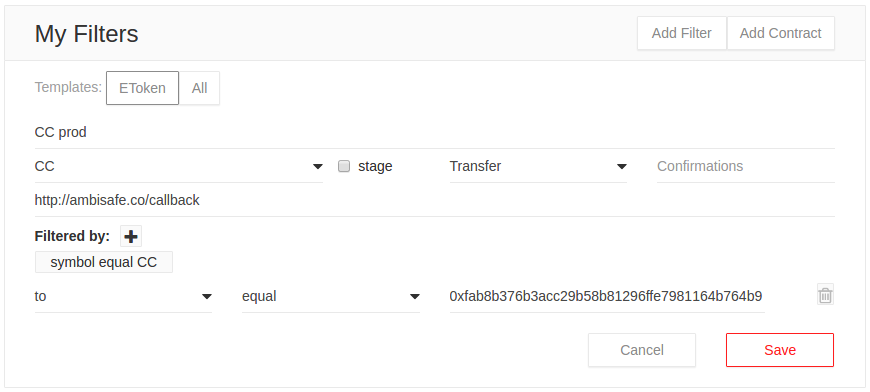 My Filters Add Filter Add Contract
Templates: EToken All
CC prod
CC stage Transfer Confirmations
http://ambisafe.co/callback
Filtered by:
symbol equal CC
to equal 0xfab8b376b3acc29b58b81296ffe7981164b764b9
Cancel Save